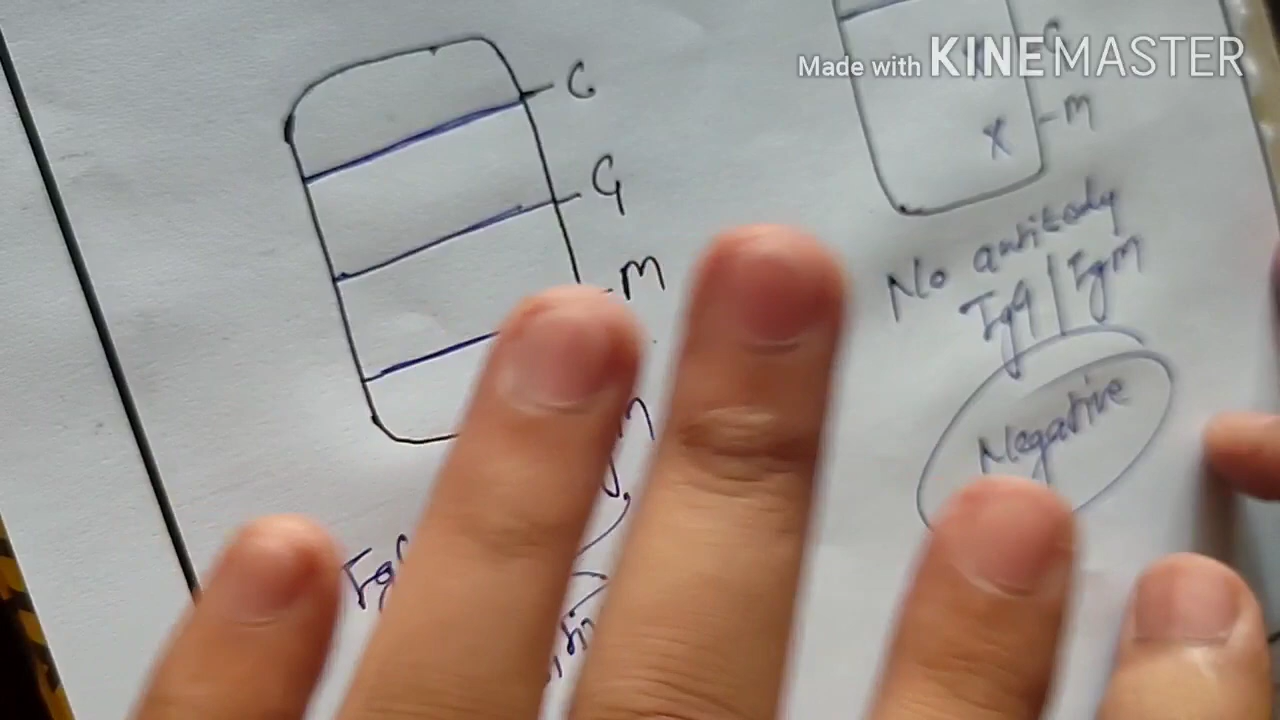 Made with KINEMASTER
C
G
M
G
X
M
No antibody
IgG | IgM
Negative